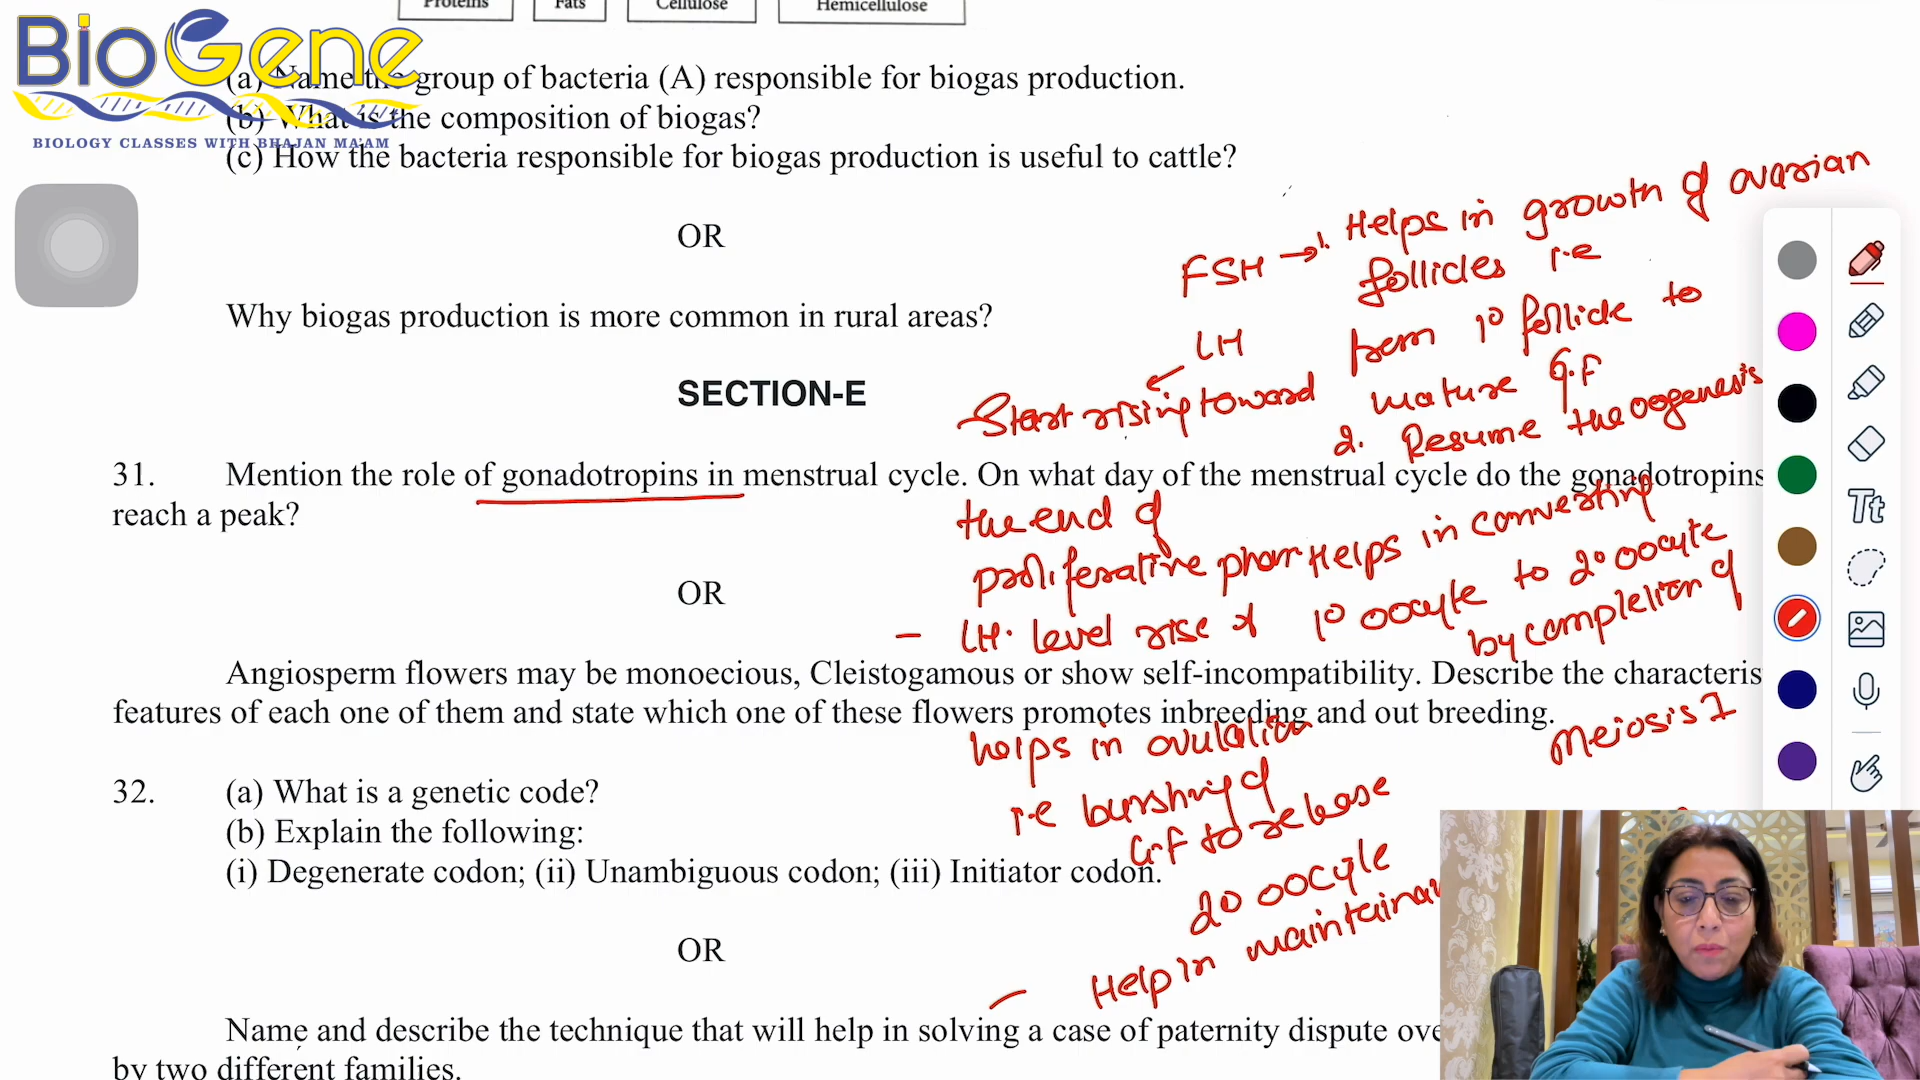 Proteins
Fats
Cellulose
Hemicellulose
BioGene
BIOLOGY CLASSES WITH BHAJAN MA'AM
(a) Name the group of bacteria (A) responsible for biogas production.
(b) What is the composition of biogas?
(c) How the bacteria responsible for biogas production is useful to cattle?
OR
Why biogas production is more common in rural areas?
FSH → 1. Helps in growth of ovarian
follicles i.e
from 1° follicle to
mature G.F
2. Resume the oogenesis
LH
Start rising toward
the end of
proliferative
Helps in converting
1° oocyte to 2° oocyte
by completion of
Meiosis I
SECTION-E
31. Mention the role of gonadotropins in menstrual cycle. On what day of the menstrual cycle do the gonadotropins
reach a peak?
OR
- LH level rise &
helps in ovulation
i.e bursting of
G.F to release
2° oocyte
- Help in
Angiosperm flowers may be monoecious, Cleistogamous or show self-incompatibility. Describe the characteris
features of each one of them and state which one of these flowers promotes inbreeding and out breeding.
32. (a) What is a genetic code?
(b) Explain the following:
(i) Degenerate codon; (ii) Unambiguous codon; (iii) Initiator codon.
OR
Name and describe the technique that will help in solving a case of paternity dispute ove
by two different families.
Tt